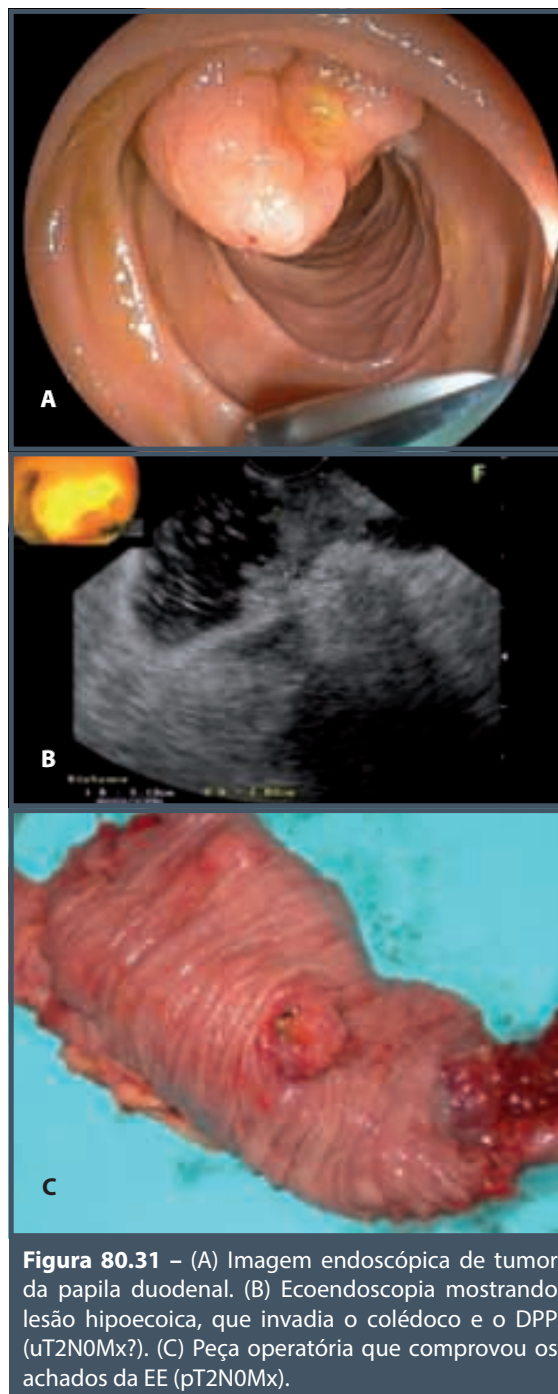 A
F
B
Distance
C
Figura 80.31 – (A) Imagem endoscópica de tumor
da papila duodenal. (B) Ecoendoscopia mostrando
lesão hipoecoica, que invadia o colédoco e o DPP
(uT2N0Mx?). (C) Peça operatória que comprovou os
achados da EE (pT2N0Mx).